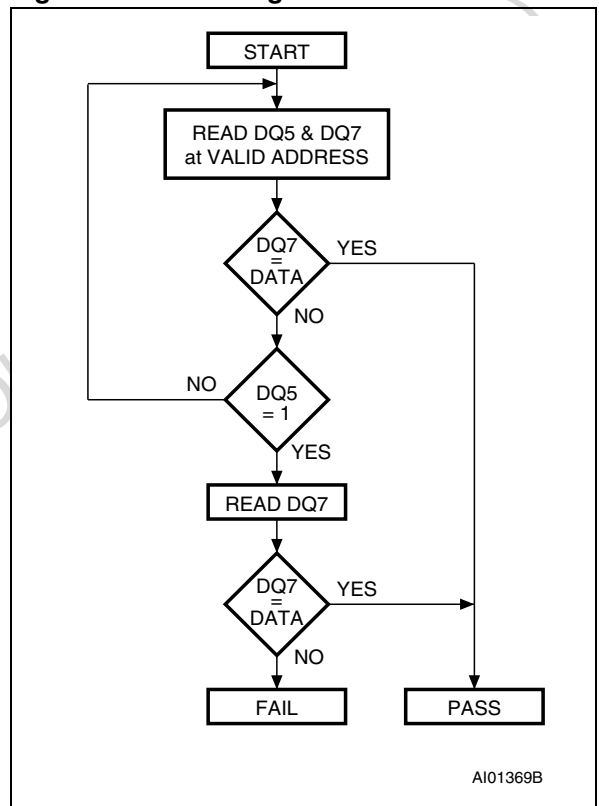 START
READ DQ5 & DQ7
at VALID ADDRESS
DQ7
=
DATA
YES
NO
NO
DQ5
= 1
YES
READ DQ7
DQ7
=
DATA
YES
NO
FAIL
PASS
AI01369B